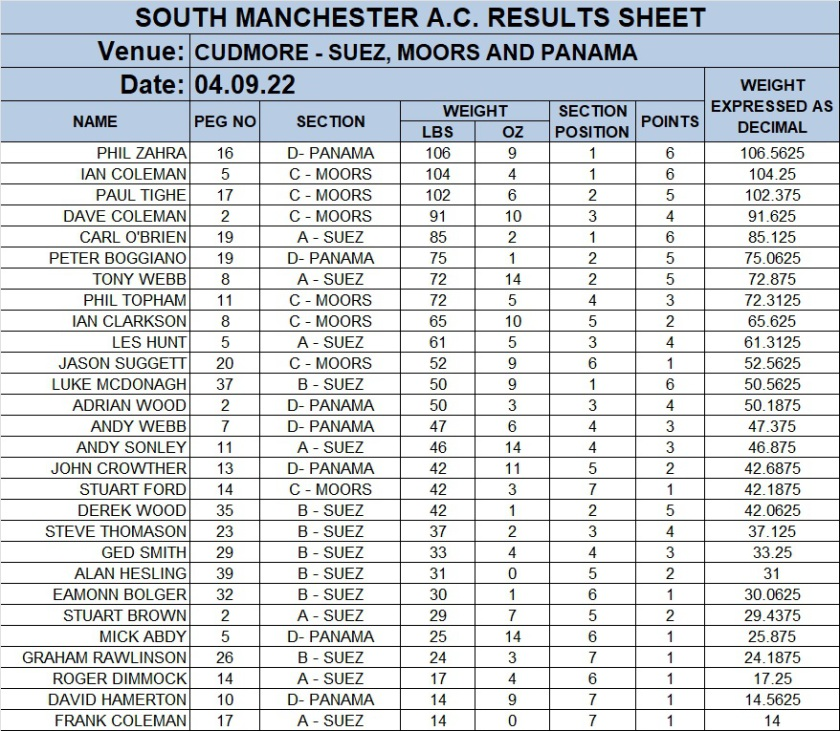 SOUTH MANCHESTER A.C. RESULTS SHEET
Venue: CUDMORE - SUEZ, MOORS AND PANAMA
Date: 04.09.22
NAME PEG NO SECTION WEIGHT LBS OZ SECTION POSITION POINTS WEIGHT EXPRESSED AS DECIMAL
PHIL ZAHRA 16 D- PANAMA 106 9 1 6 106.5625
IAN COLEMAN 5 C - MOORS 104 4 1 6 104.25
PAUL TIGHE 17 C - MOORS 102 6 2 5 102.375
DAVE COLEMAN 2 C - MOORS 91 10 3 4 91.625
CARL O'BRIEN 19 A - SUEZ 85 2 1 6 85.125
PETER BOGGIANO 19 D- PANAMA 75 1 2 5 75.0625
TONY WEBB 8 A - SUEZ 72 14 2 5 72.875
PHIL TOPHAM 11 C - MOORS 72 5 4 3 72.3125
IAN CLARKSON 8 C - MOORS 65 10 5 2 65.625
LES HUNT 5 A - SUEZ 61 5 3 4 61.3125
JASON SUGGETT 20 C - MOORS 52 9 6 1 52.5625
LUKE MCDONAGH 37 B - SUEZ 50 9 1 6 50.5625
ADRIAN WOOD 2 D- PANAMA 50 3 3 4 50.1875
ANDY WEBB 7 D- PANAMA 47 6 4 3 47.375
ANDY SONLEY 11 A - SUEZ 46 14 4 3 46.875
JOHN CROWTHER 13 D- PANAMA 42 11 5 2 42.6875
STUART FORD 14 C - MOORS 42 3 7 1 42.1875
DEREK WOOD 35 B - SUEZ 42 1 2 5 42.0625
STEVE THOMASON 23 B - SUEZ 37 2 3 4 37.125
GED SMITH 29 B - SUEZ 33 4 4 3 33.25
ALAN HESLING 39 B - SUEZ 31 0 5 2 31
EAMONN BOLGER 32 B - SUEZ 30 1 6 1 30.0625
STUART BROWN 2 A - SUEZ 29 7 5 2 29.4375
MICK ABDY 5 D- PANAMA 25 14 6 1 25.875
GRAHAM RAWLINSON 26 B - SUEZ 24 3 7 1 24.1875
ROGER DIMMOCK 14 A - SUEZ 17 4 6 1 17.25
DAVID HAMERTON 10 D- PANAMA 14 9 7 1 14.5625
FRANK COLEMAN 17 A - SUEZ 14 0 7 1 14